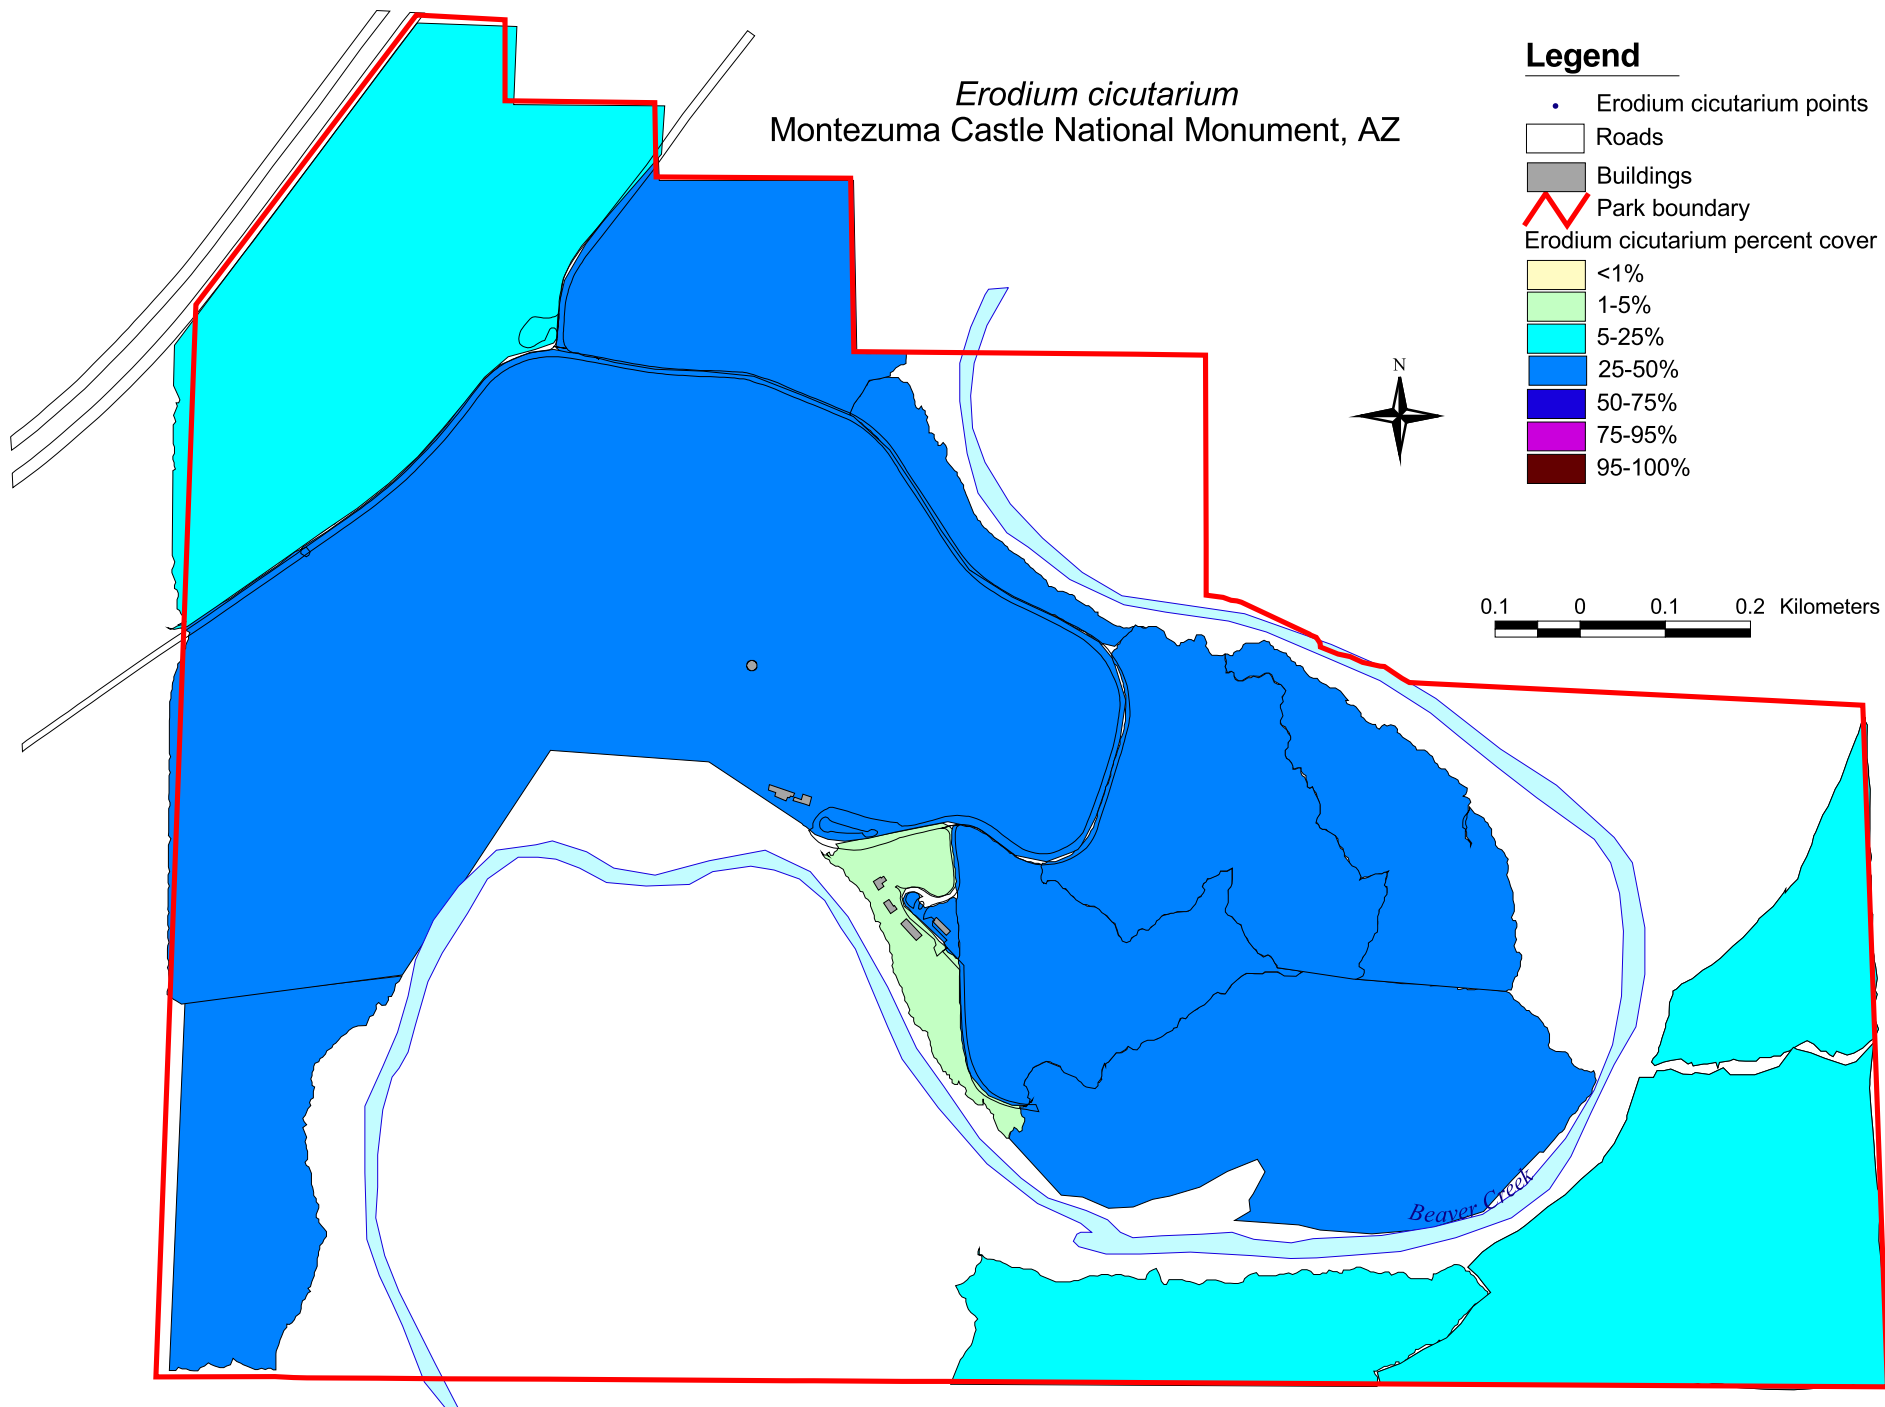 Erodium cicutarium
Montezuma Castle National Monument, AZ
Legend
Erodium cicutarium points
Roads
Buildings
Park boundary
Erodium cicutarium percent cover
<1%
1-5%
5-25%
25-50%
50-75%
75-95%
95-100%
N
0.1 0 0.1 0.2 Kilometers
Beaver Creek